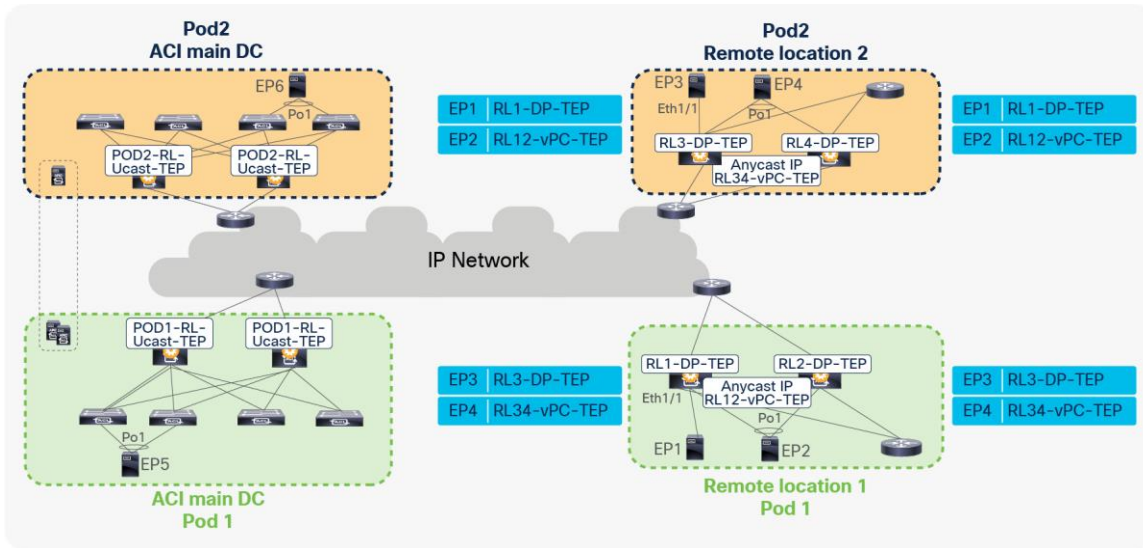 Pod2
ACI main DC
EP6
Po1
POD2-RL-
Ucast-TEP
POD2-RL-
Ucast-TEP
EP1 RL1-DP-TEP
EP2 RL12-vPC-TEP
Pod2
Remote location 2
EP3
EP4
Eth1/1
Po1
RL3-DP-TEP
RL4-DP-TEP
Anycast IP
RL34-vPC-TEP
EP1 RL1-DP-TEP
EP2 RL12-vPC-TEP
IP Network
POD1-RL-
Ucast-TEP
POD1-RL-
Ucast-TEP
Po1
EP5
ACI main DC
Pod 1
EP3 RL3-DP-TEP
EP4 RL34-vPC-TEP
RL1-DP-TEP
RL2-DP-TEP
Eth1/1
Anycast IP
RL12-vPC-TEP
Po1
EP1
EP2
Remote location 1
Pod 1
EP3 RL3-DP-TEP
EP4 RL34-vPC-TEP